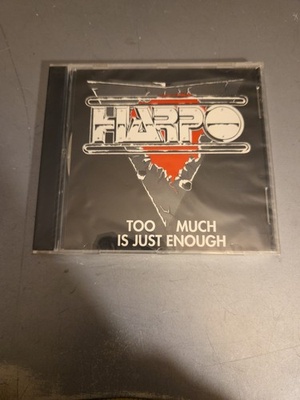 HARPO
TOO MUCH
IS JUST ENOUGH